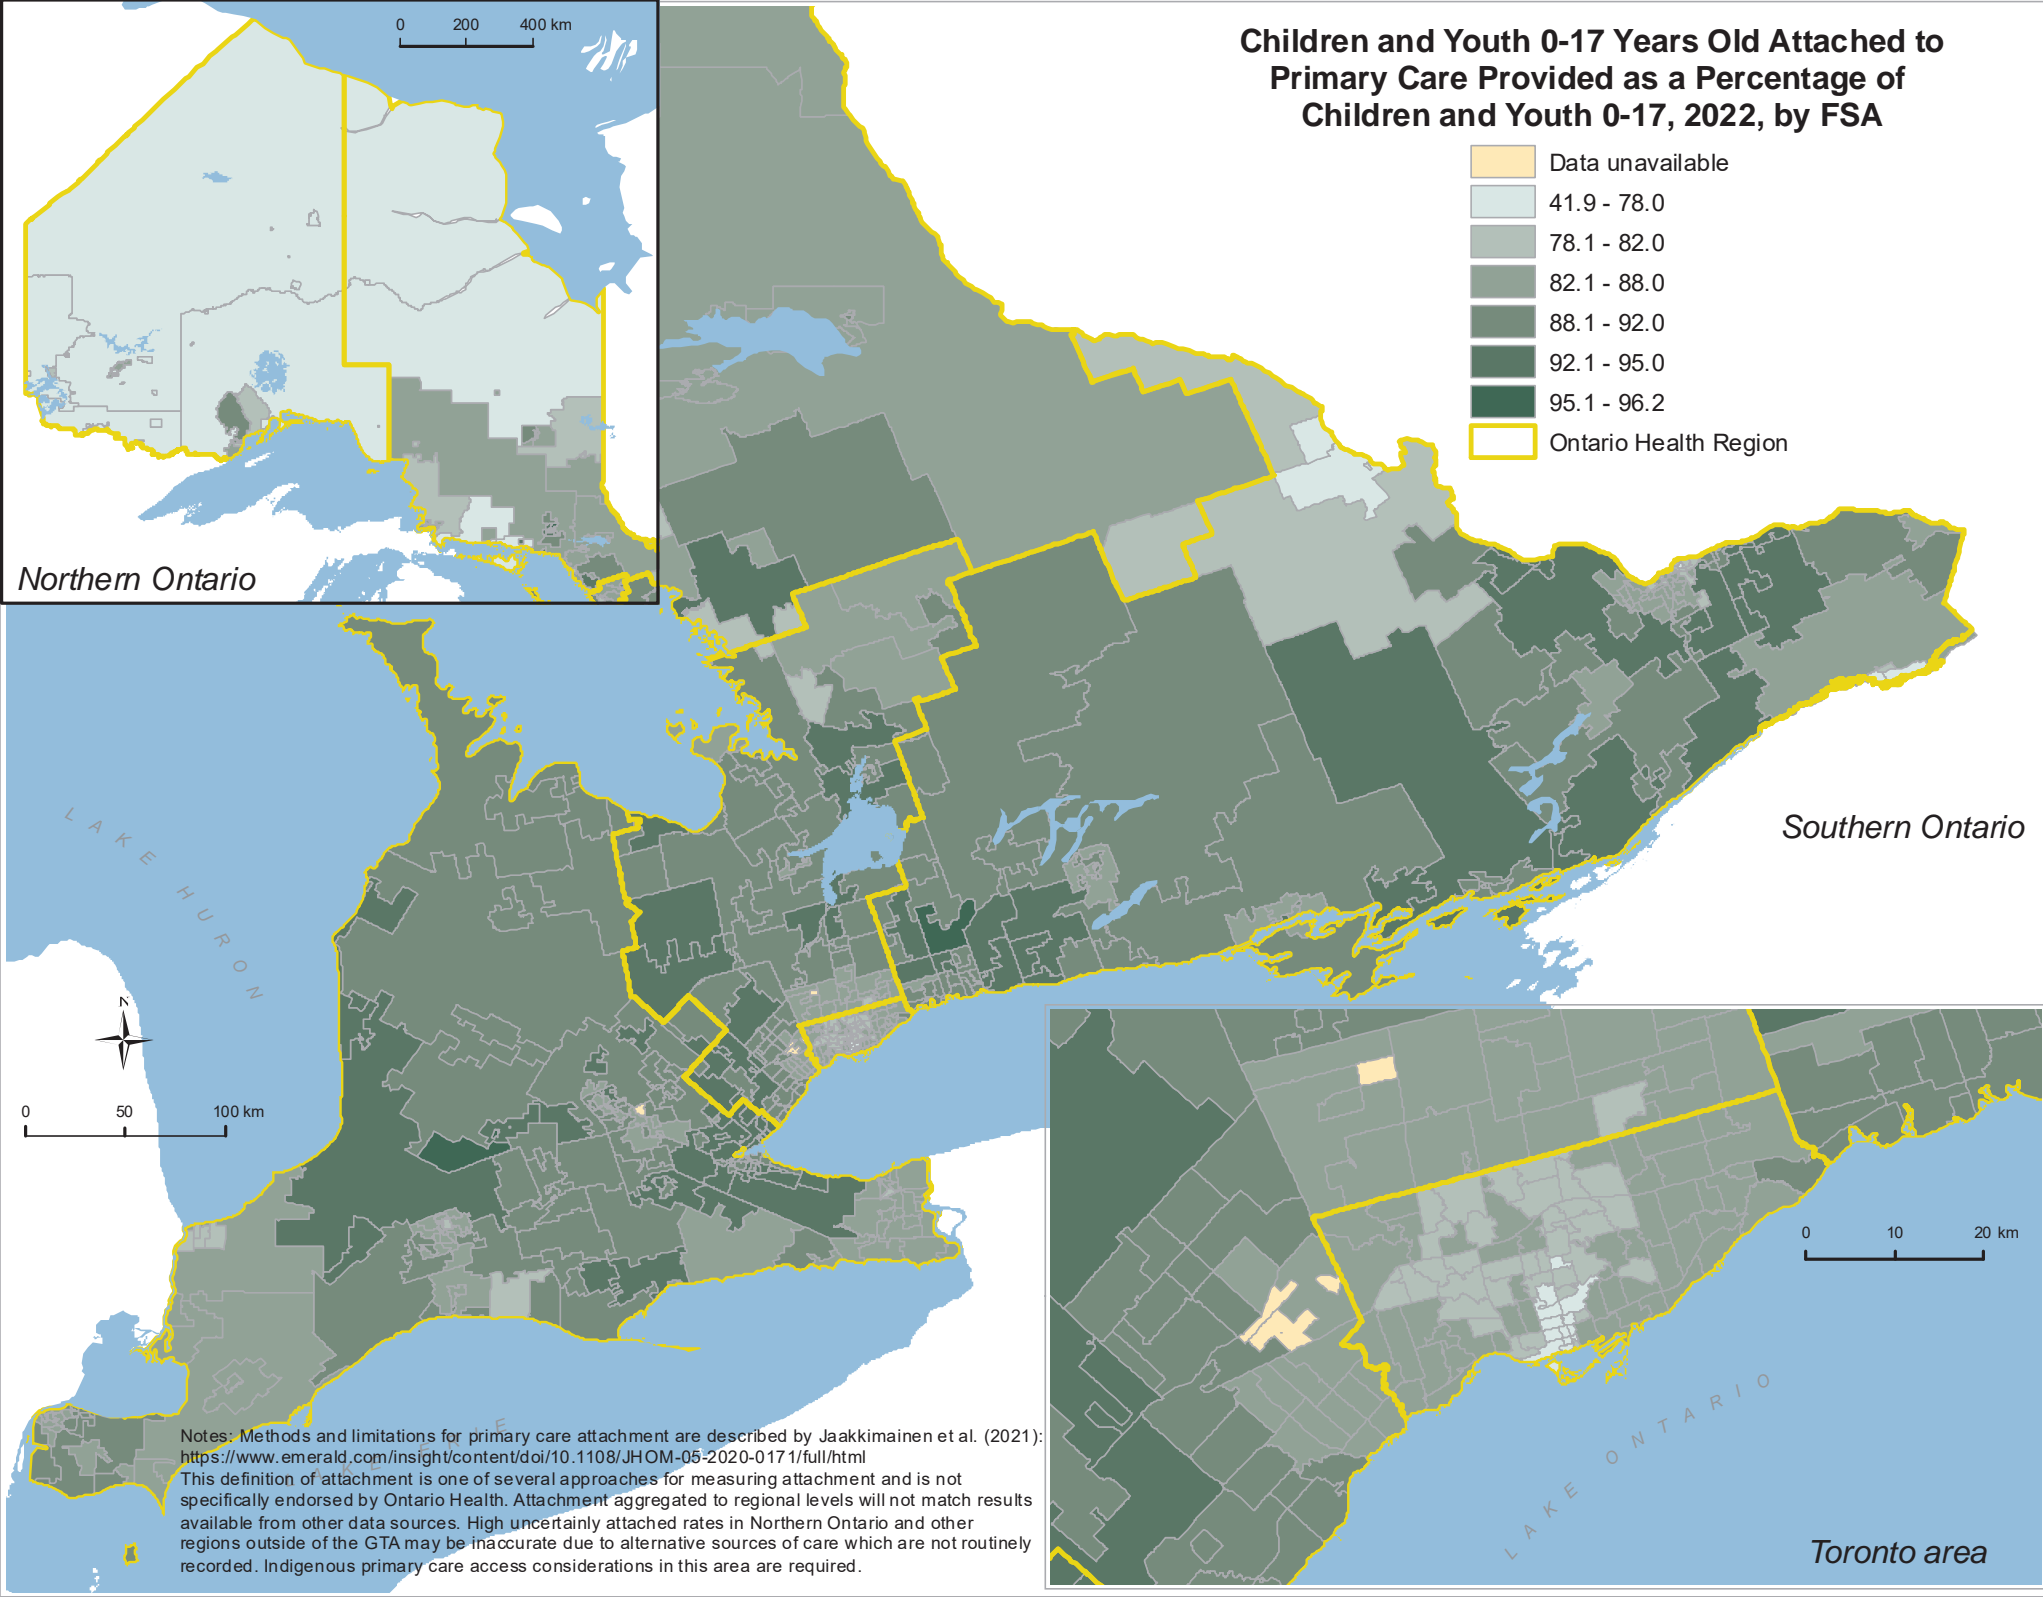 0 200 400 km
Northern Ontario
Children and Youth 0-17 Years Old Attached to
Primary Care Provided as a Percentage of
Children and Youth 0-17, 2022, by FSA
Data unavailable
41.9 - 78.0
78.1 - 82.0
82.1 - 88.0
88.1 - 92.0
92.1 - 95.0
95.1 - 96.2
Ontario Health Region
Southern Ontario
LAKE HURON
N
0 50 100 km
LAKE ERIE
Notes: Methods and limitations for primary care attachment are described by Jaakkimainen et al. (2021):
https://www.emerald.com/insight/content/doi/10.1108/JHOM-05-2020-0171/full/html
This definition of attachment is one of several approaches for measuring attachment and is not
specifically endorsed by Ontario Health. Attachment aggregated to regional levels will not match results
available from other data sources. High uncertainly attached rates in Northern Ontario and other
regions outside of the GTA may be inaccurate due to alternative sources of care which are not routinely
recorded. Indigenous primary care access considerations in this area are required.
0 10 20 km
LAKE ONTARIO
Toronto area